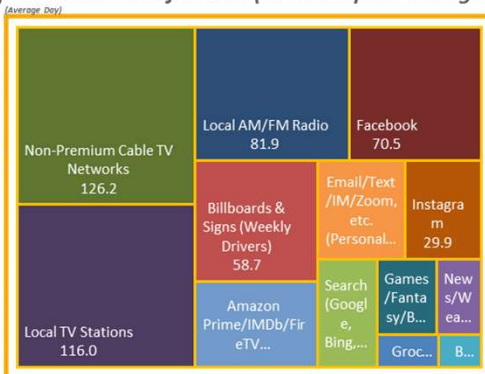 (Average Day)
Non-Premium Cable TV
Networks
126.2
Local TV Stations
116.0
Local AM/FM Radio
81.9
Facebook
70.5
Billboards &
Signs (Weekly
Drivers)
58.7
Amazon
Prime/IMDb/Fir
eTV...
Email/Text
/IM/Zoom,
etc.
(Personal...
Instagra
m
29.9
Search
(Googl
e,
Bing,...
Games
/Fanta
sy/B...
New
s/W
ea...
Groc...
B...